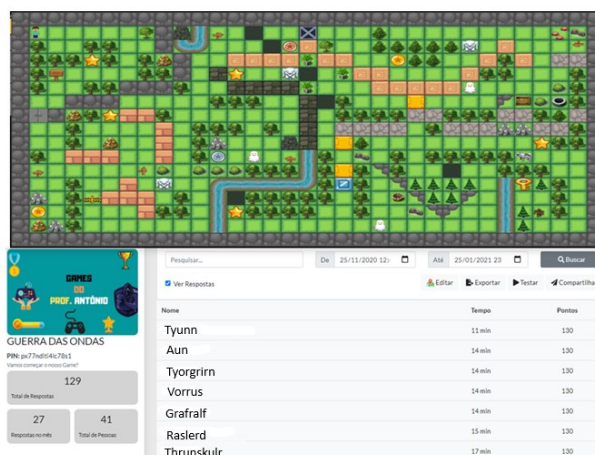 GAMES
DO
PROF. ANTÔNIO
GUERRA DAS ONDAS
PIN:
Vamos começar o nosso Game?
129
Total de Respostas
27
Respostas no mês
41
Total de Pessoas
Pesquisar...
De 25/11/2020 12:
Até 25/01/2021 23
Buscar
Ver Respostas
Editar Exportar Testar Compartilha
Nome Tempo Pontos
Tyunn 11 min 130
Aun 14 min 130
Tyorgrirn 14 min 130
Vorrus 14 min 130
Grafralf 14 min 130
Raslerd 15 min 130
Thrunskulr 17 min 130